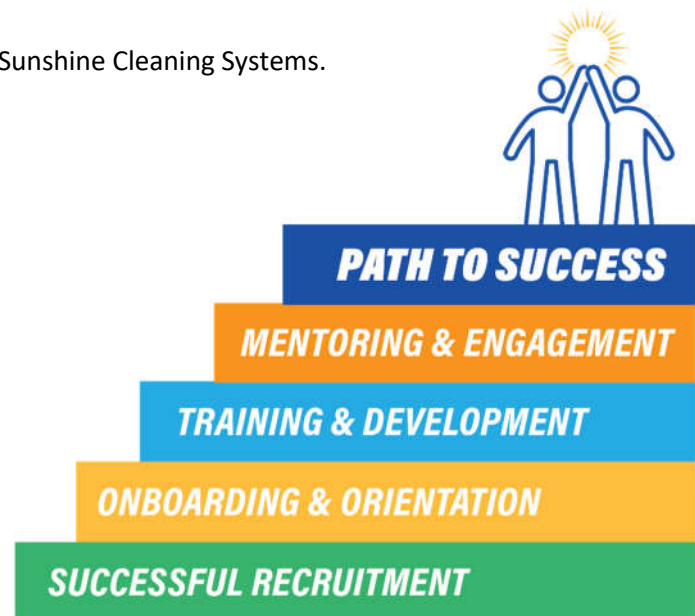 Sunshine Cleaning Systems.
PATH TO SUCCESS
MENTORING & ENGAGEMENT
TRAINING & DEVELOPMENT
ONBOARDING & ORIENTATION
SUCCESSFUL RECRUITMENT